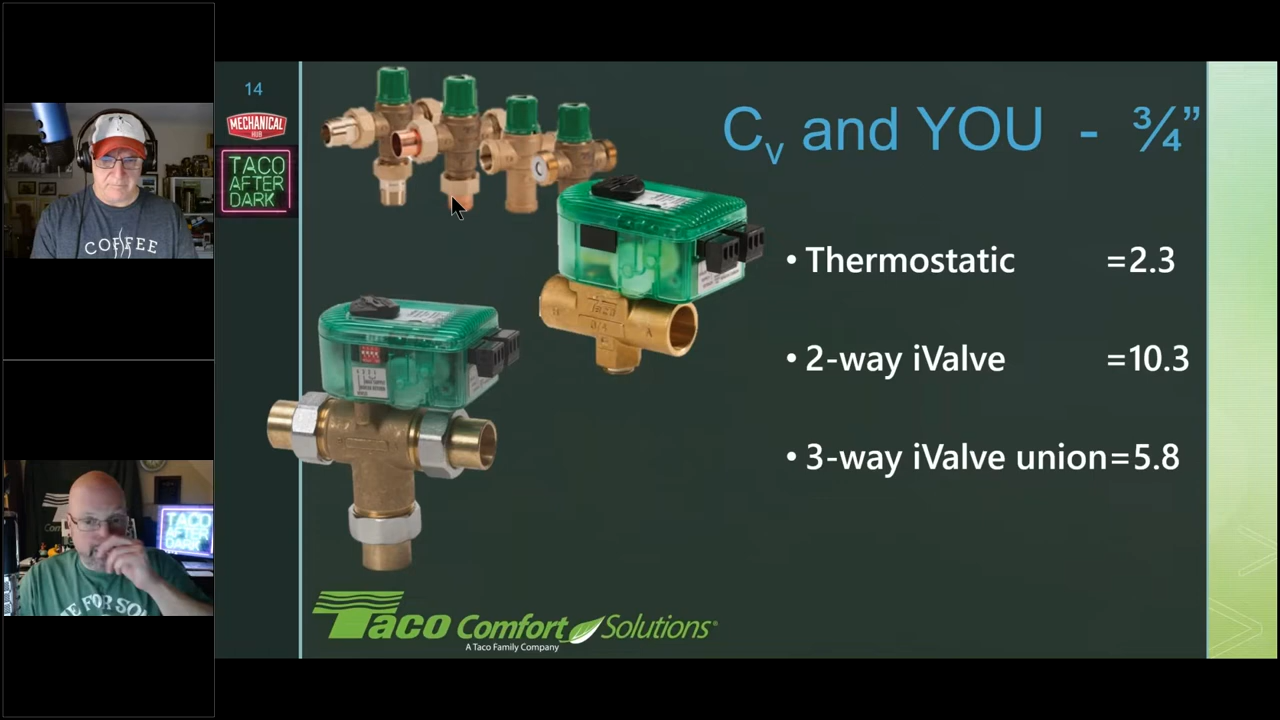 14
MECHANICAL
HUB
TACO
AFTER
DARK
Cv and YOU - ¾”
• Thermostatic =2.3
• 2-way iValve =10.3
• 3-way iValve union=5.8
Taco Comfort Solutions®
A Taco Family Company
COFFEE
TACO
AFTER
DARK